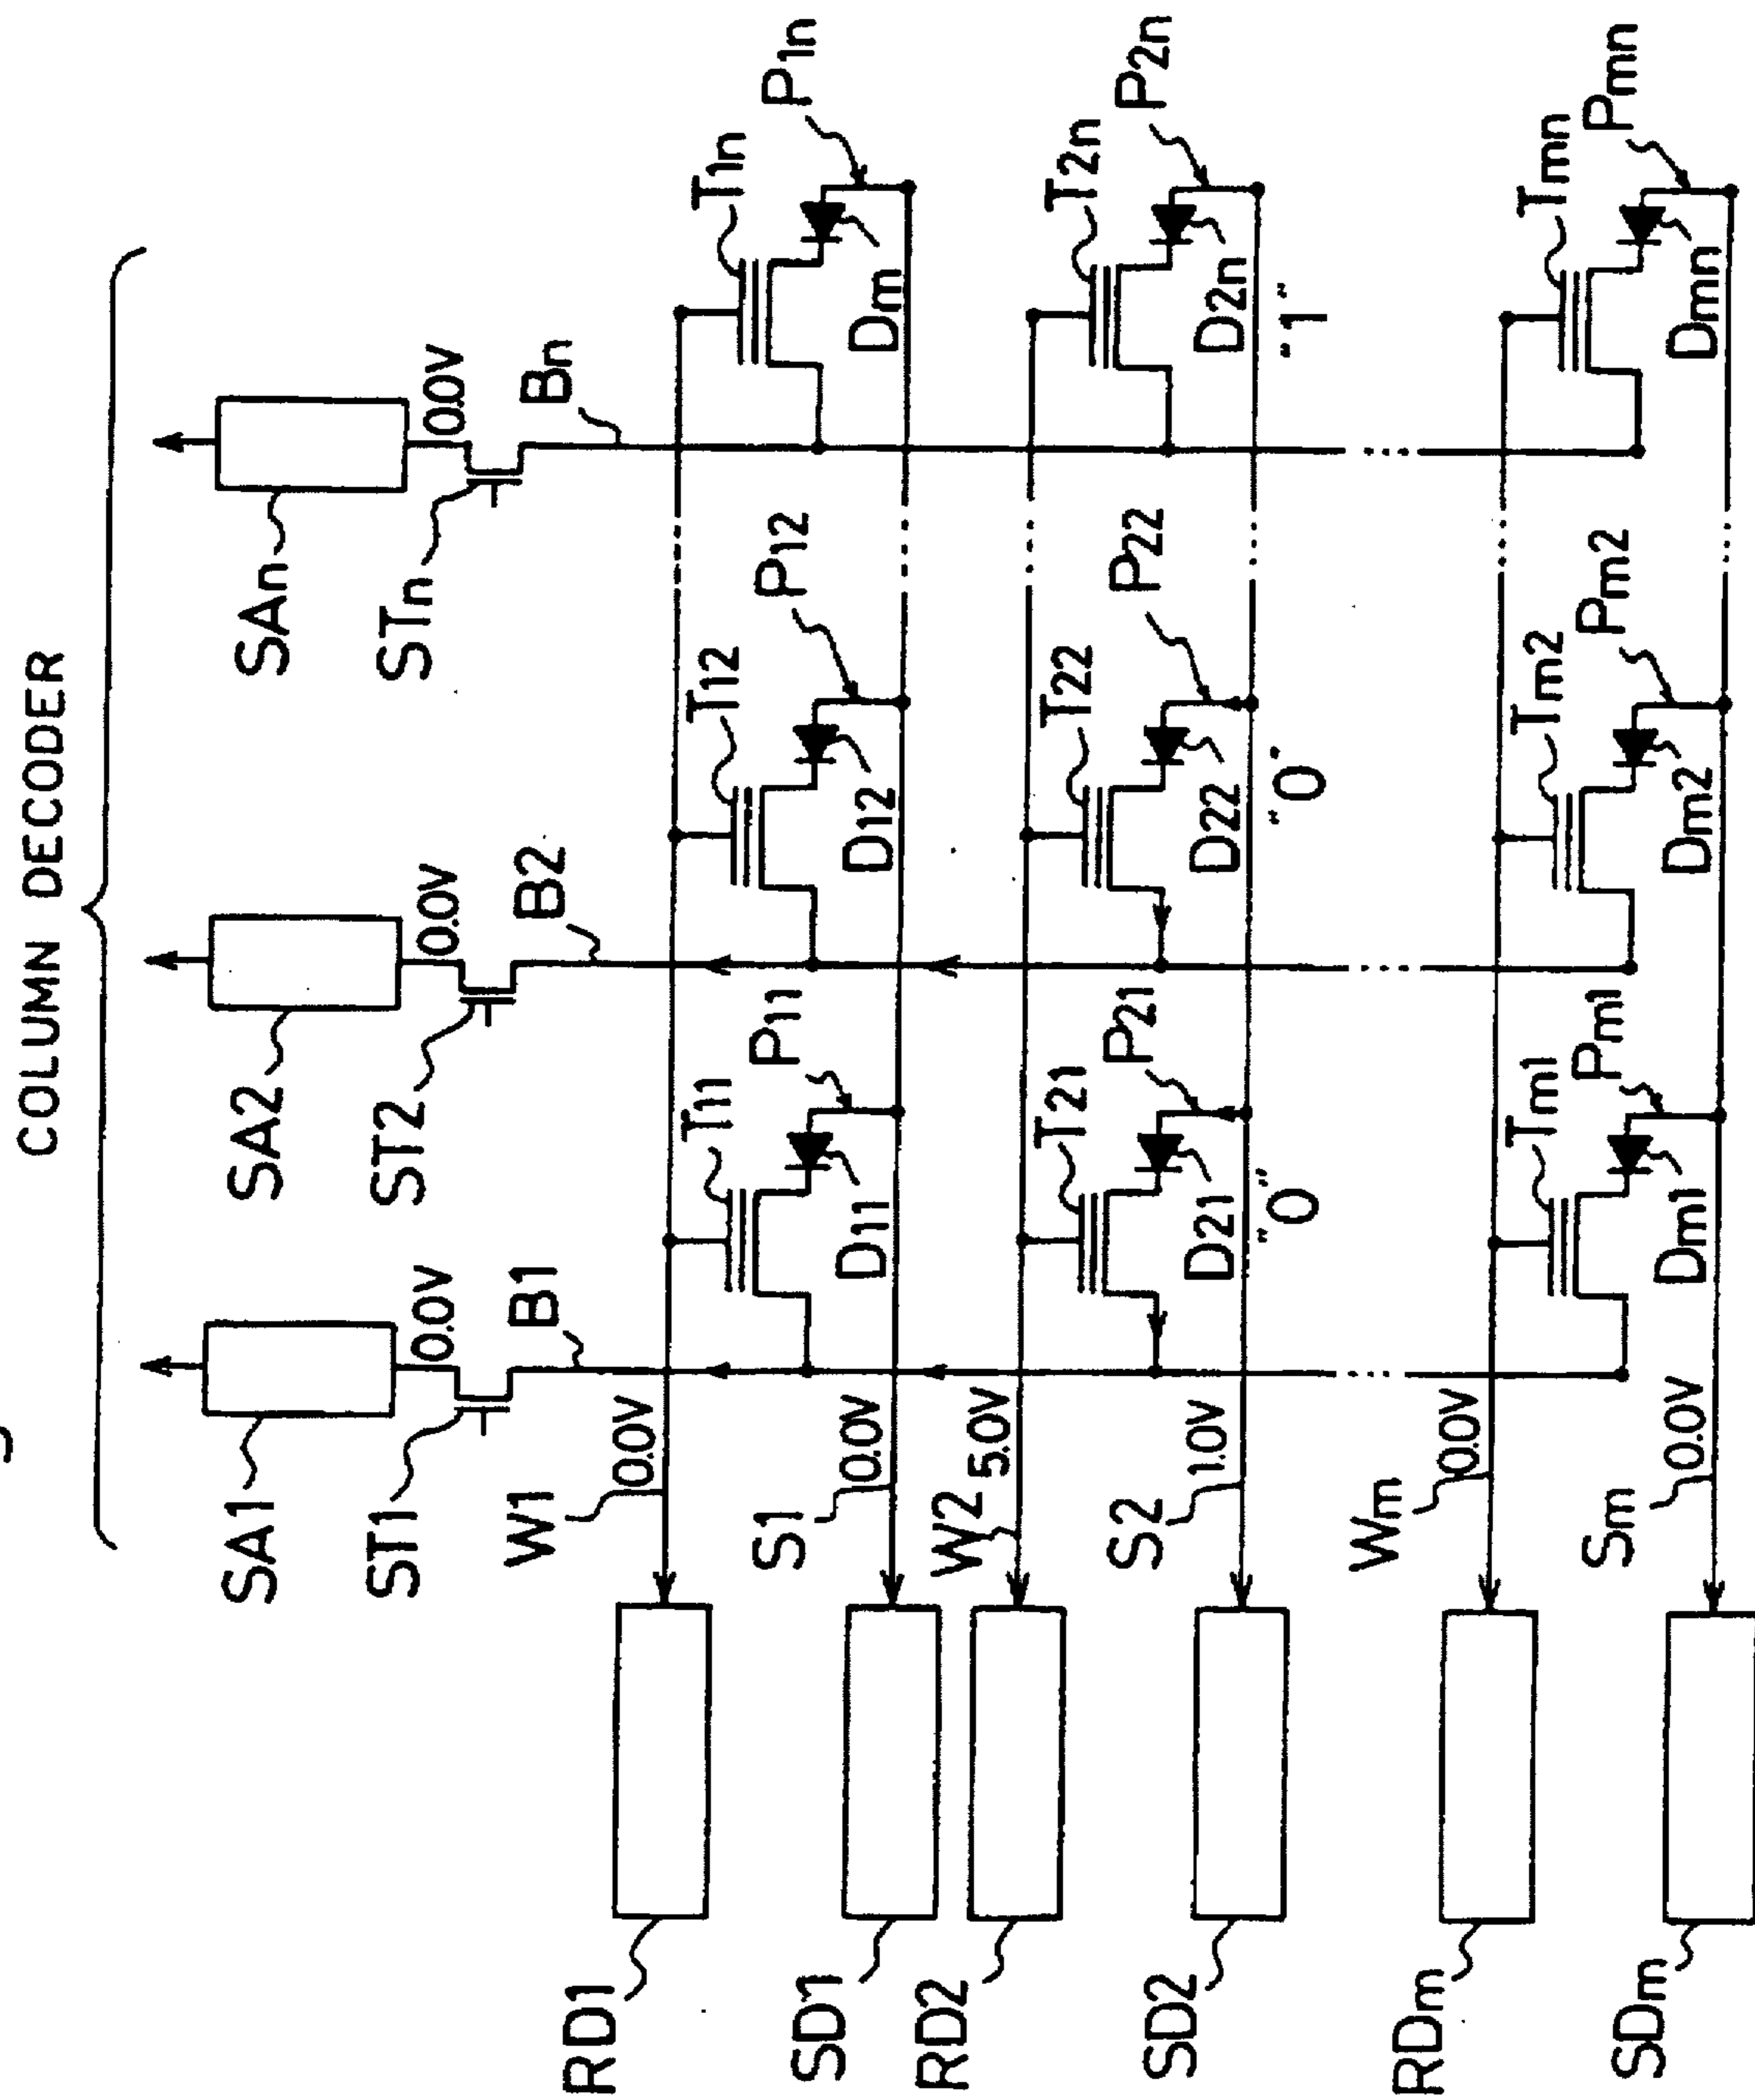 COLUMN DECODER
SA1 SA2 SAn
0.0V 0.0V 0.0V
ST1 ST2 STn
B1 B2 Bn
W1 0.0V
RD1
T11 P11 T12 P12 T1n P1n
D11 D12 Dm
S1 0.0V
SD1
W2 5.0V
RD2
T21 P21 T22 P22 T2n P2n
D21 D22 D2n
S2 1.0V
SD2
"0" "0" "1"
Wm 0.0V
RDm
Tm1 Pm1 Tm2 Pm2 Tmn Pmn
Dm1 Dm2 Dmn
Sm 0.0V
SDm